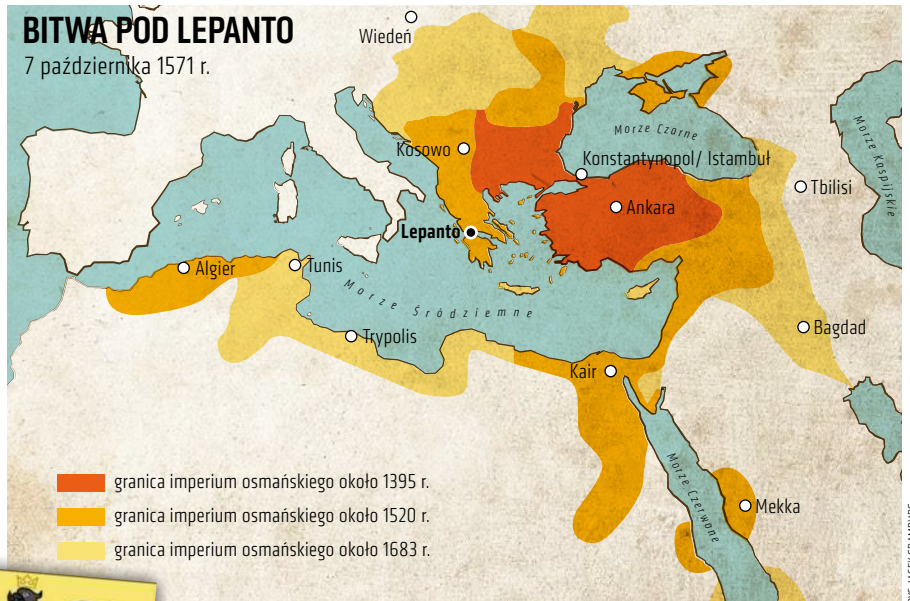 BITWA POD LEPANTO
7 października 1571 r.
Wiedeń
Morze Czarne
Morze Kaspijskie
Kosowo
Konstantynopol/ Istambuł
Tbilisi
Ankara
Lepanto
Algier
Tunis
Morze Śródziemne
Trypolis
Bagdad
Kair
Morze Czerwone
Mekka
granica imperium osmańskiego około 1395 r.
granica imperium osmańskiego około 1520 r.
granica imperium osmańskiego około 1683 r.